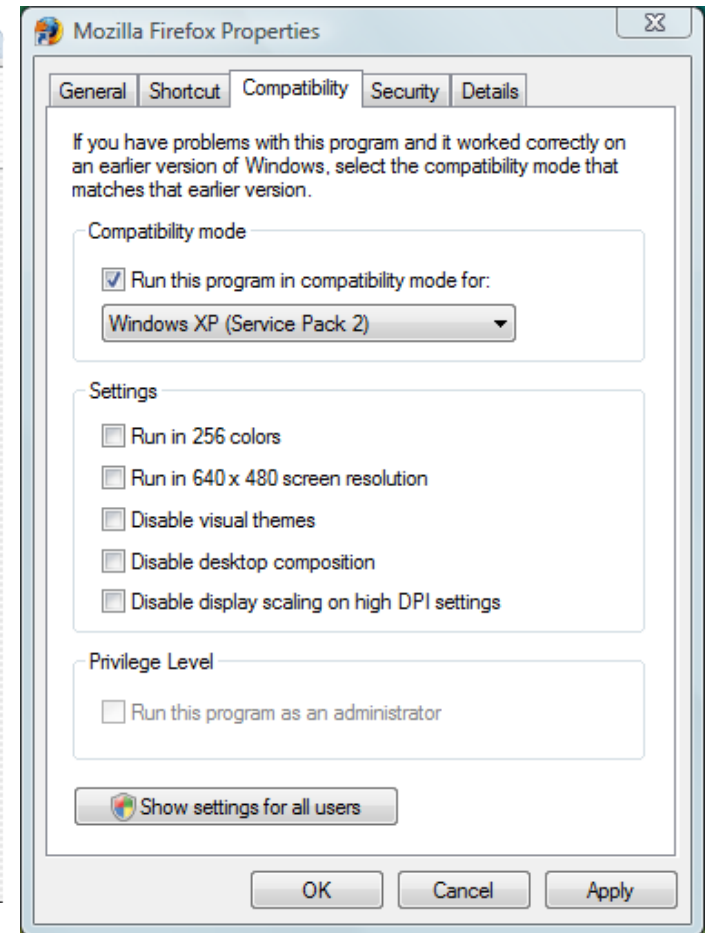 Mozilla Firefox Properties
General Shortcut Compatibility Security Details
If you have problems with this program and it worked correctly on
an earlier version of Windows, select the compatibility mode that
matches that earlier version.
Compatibility mode
Run this program in compatibility mode for:
Windows XP (Service Pack 2)
Settings
Run in 256 colors
Run in 640 x 480 screen resolution
Disable visual themes
Disable desktop composition
Disable display scaling on high DPI settings
Privilege Level
Run this program as an administrator
Show settings for all users
OK Cancel Apply